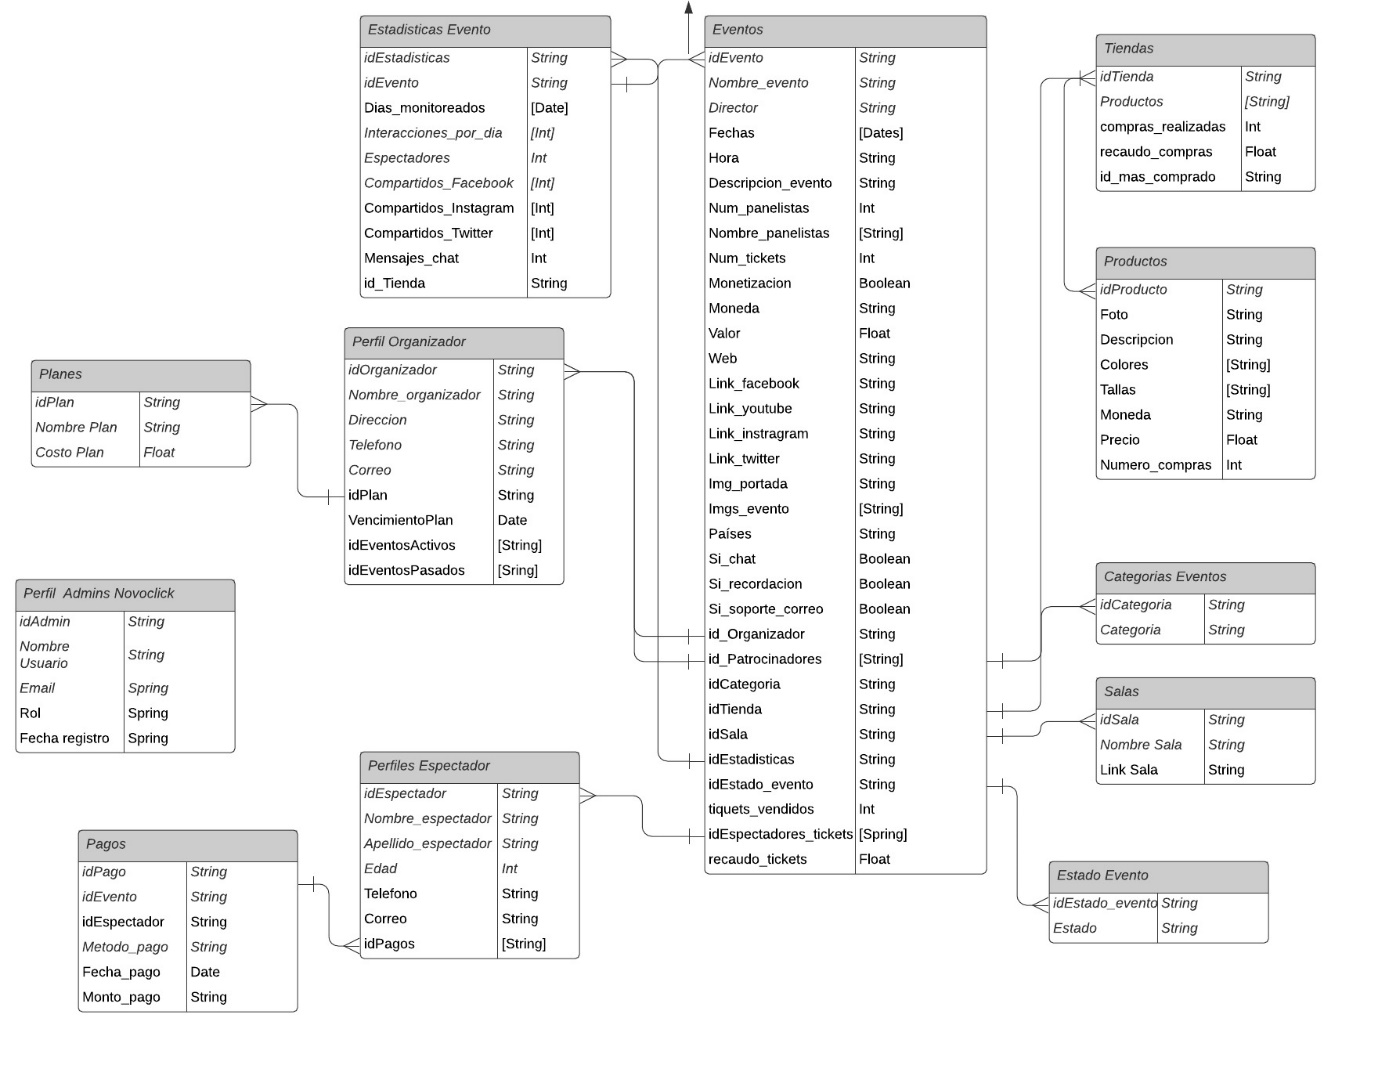 Estadisticas Evento
idEstadisticas String
idEvento String
Dias_monitoreados [Date]
Interacciones_por_dia [Int]
Espectadores Int
Compartidos_Facebook [Int]
Compartidos_Instagram [Int]
Compartidos_Twitter [Int]
Mensajes_chat Int
id_Tienda String
Eventos
idEvento String
Nombre_evento String
Director String
Fechas [Dates]
Hora String
Descripcion_evento String
Num_panelistas Int
Nombre_panelistas [String]
Num_tickets Int
Monetizacion Boolean
Moneda String
Valor Float
Web String
Link_facebook String
Link_youtube String
Link_instragram String
Link_twitter String
Img_portada String
Imgs_evento [String]
Países String
Si_chat Boolean
Si_recordacion Boolean
Si_soporte_correo Boolean
id_Organizador String
id_Patrocinadores [String]
idCategoria String
idTienda String
idSala String
idEstadisticas String
idEstado_evento String
tiquets_vendidos Int
idEspectadores_tickets [Spring]
recaudo_tickets Float
Tiendas
idTienda String
Productos [String]
compras_realizadas Int
recaudo_compras Float
id_mas_comprado String
Productos
idProducto String
Foto String
Descripcion String
Colores [String]
Tallas [String]
Moneda String
Precio Float
Numero_compras Int
Perfil Organizador
idOrganizador String
Nombre_organizador String
Direccion String
Telefono String
Correo String
idPlan String
VencimientoPlan Date
idEventosActivos [String]
idEventosPasados [Sring]
Planes
idPlan String
Nombre Plan String
Costo Plan Float
Perfil Admins Novoclick
idAdmin String
Nombre
Usuario String
Email Spring
Rol Spring
Fecha registro Spring
Categorias Eventos
idCategoria String
Categoria String
Salas
idSala String
Nombre Sala String
Link Sala String
Perfiles Espectador
idEspectador String
Nombre_espectador String
Apellido_espectador String
Edad Int
Telefono String
Correo String
idPagos [String]
Pagos
idPago String
idEvento String
idEspectador String
Metodo_pago String
Fecha_pago Date
Monto_pago String
Estado Evento
idEstado_evento String
Estado String